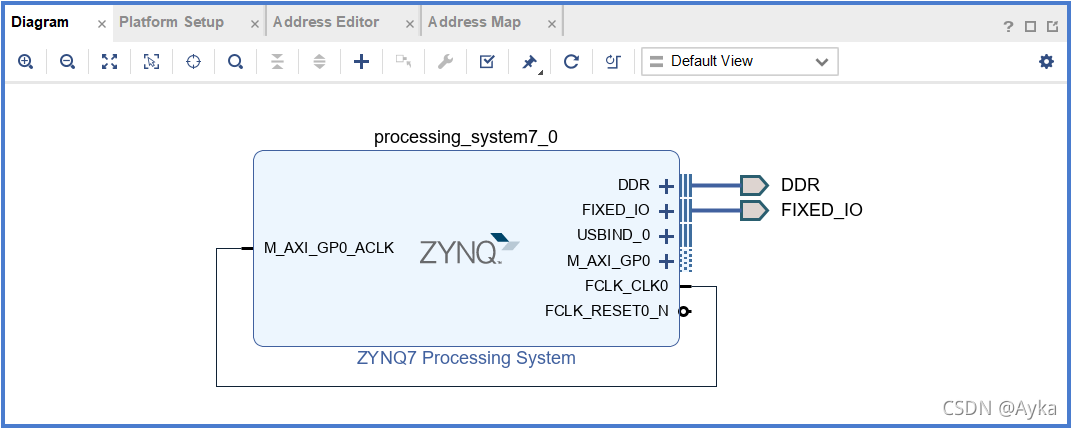 Diagram × Platform Setup × Address Editor × Address Map × ?
Default View
processing_system7_0
DDR
FIXED_IO
USBIND_0
M_AXI_GP0
FCLK_CLK0
FCLK_RESET0_N
M_AXI_GP0_ACLK
ZYNQ
DDR
FIXED_IO
ZYNQ7 Processing System
CSDN @Ayka